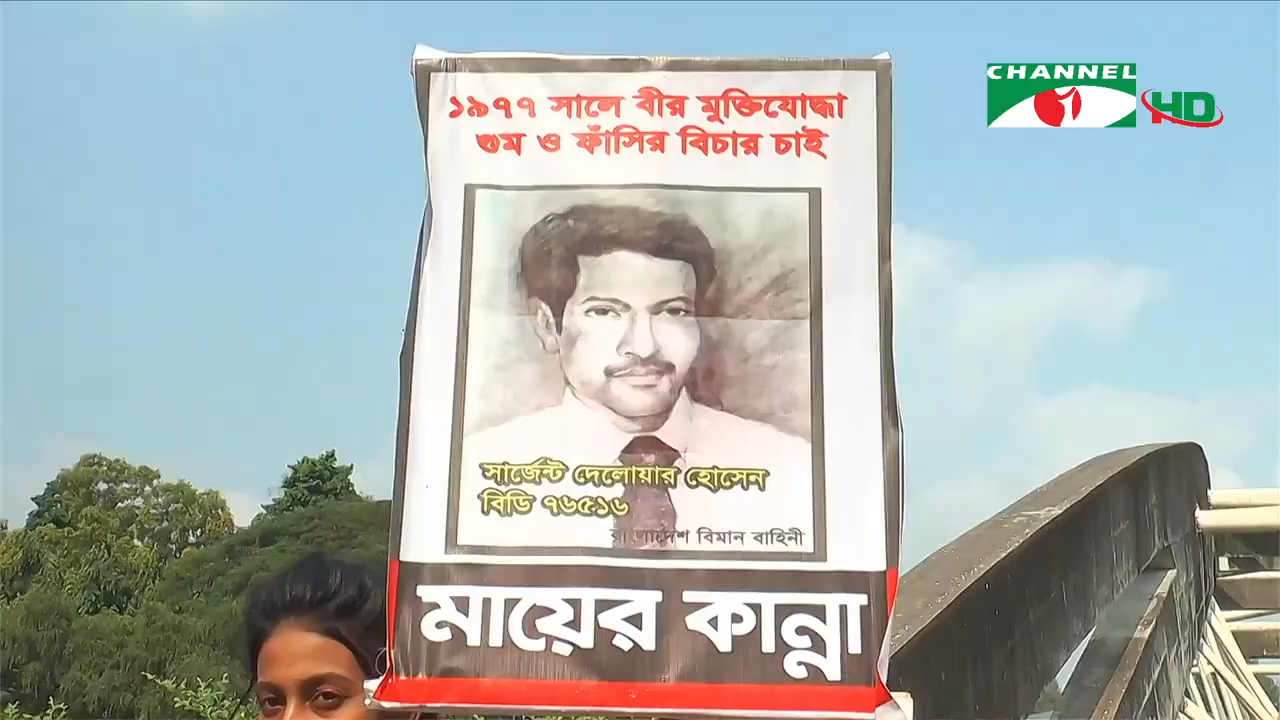 CHANNEL
HD
১৯৭৭ সালে বীর মুক্তিযোদ্ধা
গুম ও ফাঁসির বিচার চাই
সার্জেন্ট দেলোয়ার হোসেন
বিডি ৭৬৫১৬
বাংলাদেশ বিমান বাহিনী
মায়ের কান্না